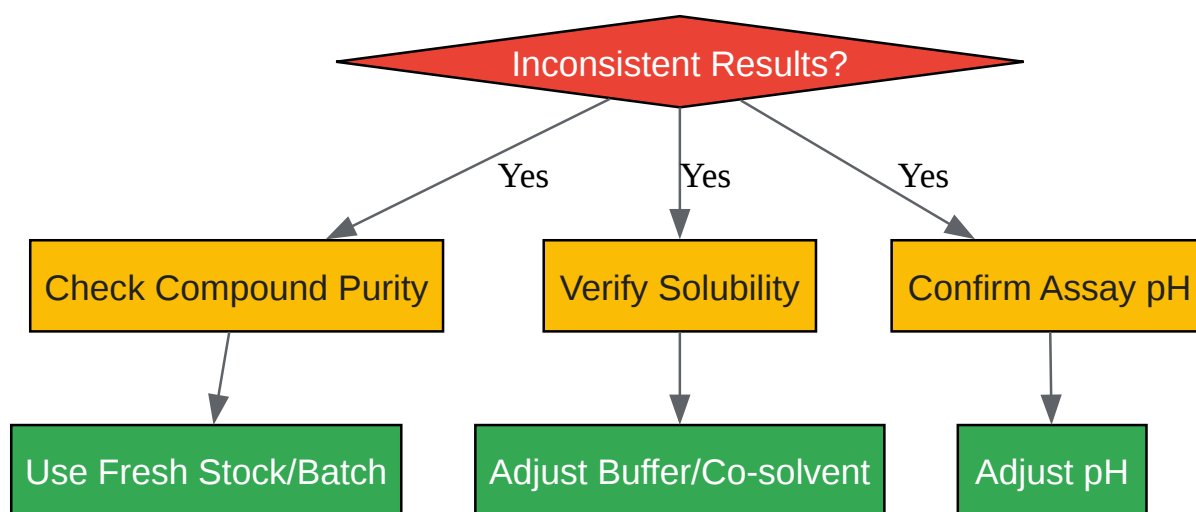 Inconsistent Results?
Yes
Yes
Yes
Check Compound Purity
Verify Solubility
Confirm Assay pH
Use Fresh Stock/Batch
Adjust Buffer/Co-solvent
Adjust pH